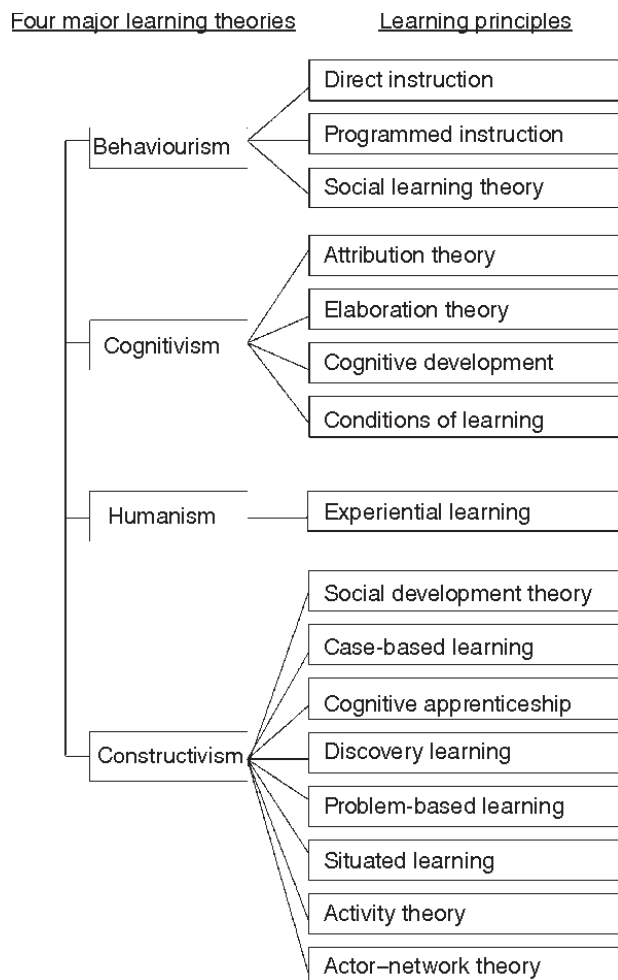 Four major learning theories
Learning principles
Behaviourism
Direct instruction
Programmed instruction
Social learning theory
Cognitivism
Attribution theory
Elaboration theory
Cognitive development
Conditions of learning
Humanism
Experiential learning
Constructivism
Social development theory
Case-based learning
Cognitive apprenticeship
Discovery learning
Problem-based learning
Situated learning
Activity theory
Actor–network theory